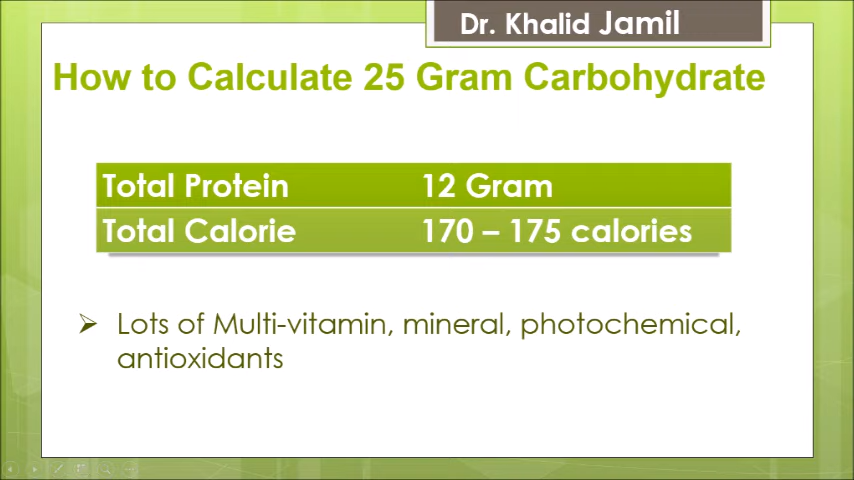 Dr. Khalid Jamil
How to Calculate 25 Gram Carbohydrate
Total Protein 12 Gram
Total Calorie 170 – 175 calories
➢ Lots of Multi-vitamin, mineral, photochemical,
antioxidants